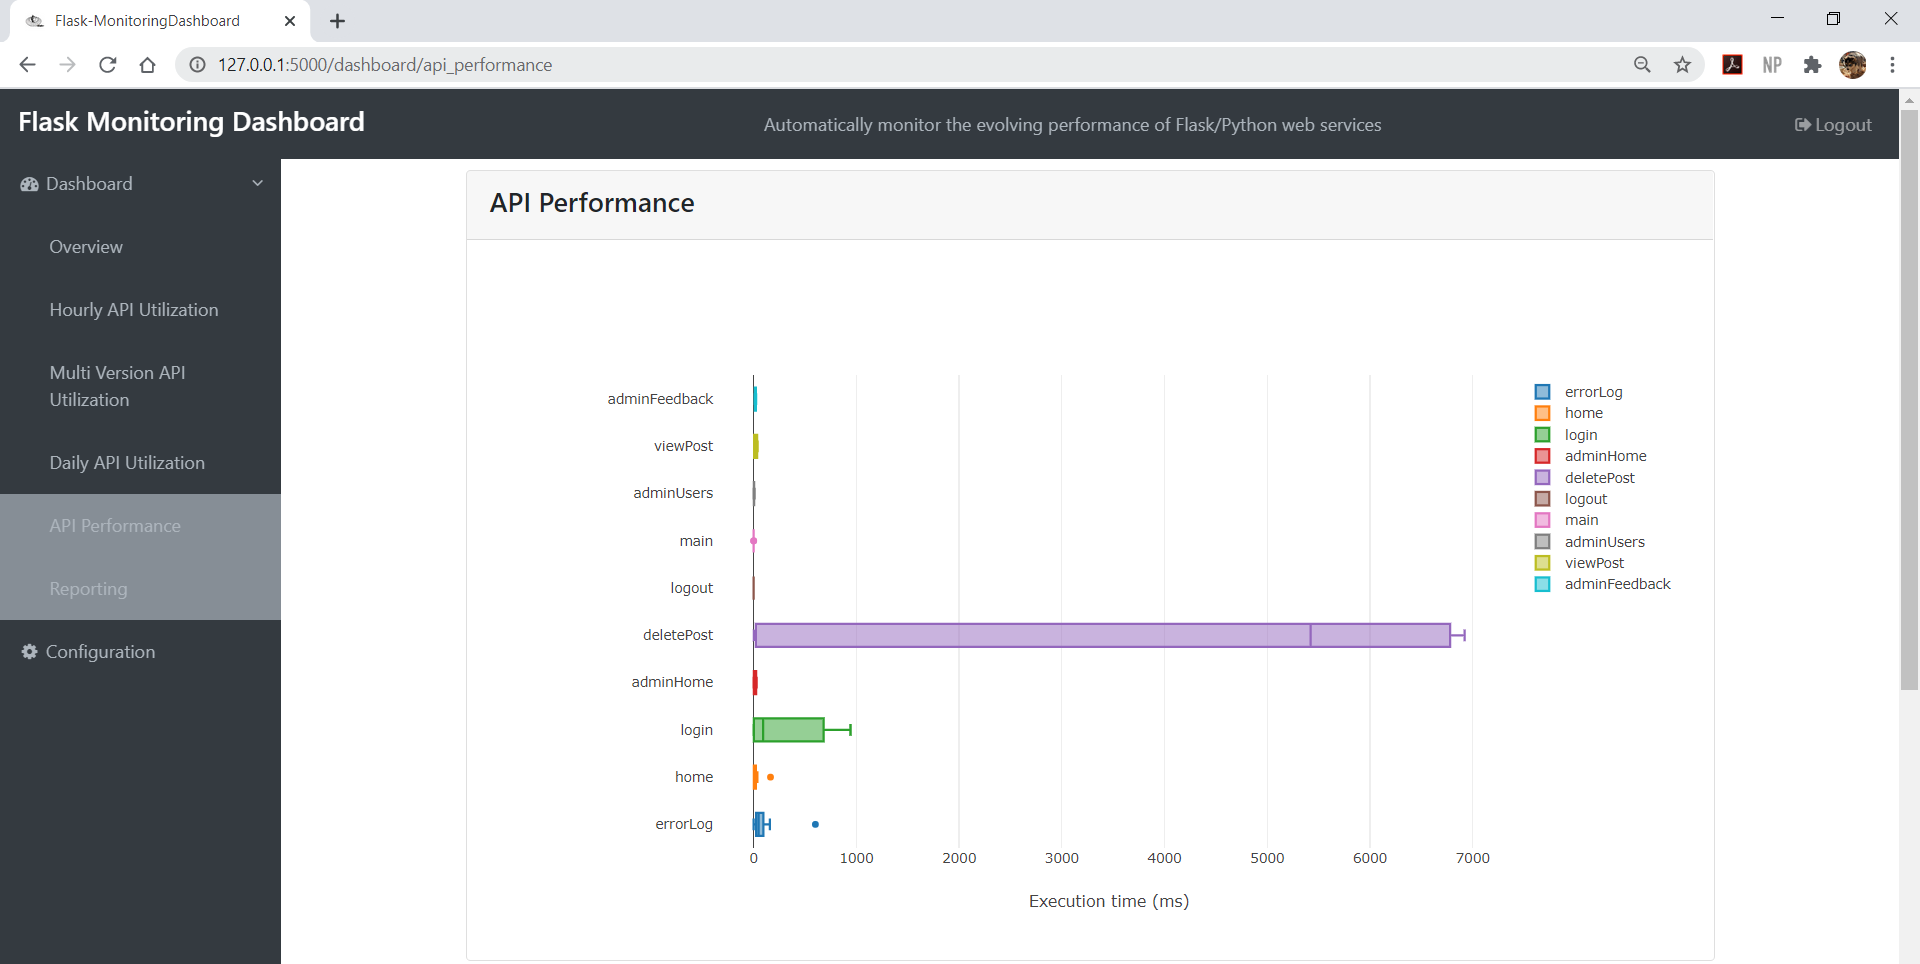 Flask-MonitoringDashboard
127.0.0.1:5000/dashboard/api_performance
NP
Flask Monitoring Dashboard
Automatically monitor the evolving performance of Flask/Python web services
Logout
Dashboard
Overview
Hourly API Utilization
Multi Version API
Utilization
Daily API Utilization
API Performance
Reporting
Configuration
API Performance
adminFeedback
viewPost
adminUsers
main
logout
deletePost
adminHome
login
home
errorLog
0 1000 2000 3000 4000 5000 6000 7000
Execution time (ms)
errorLog
home
login
adminHome
deletePost
logout
main
adminUsers
viewPost
adminFeedback